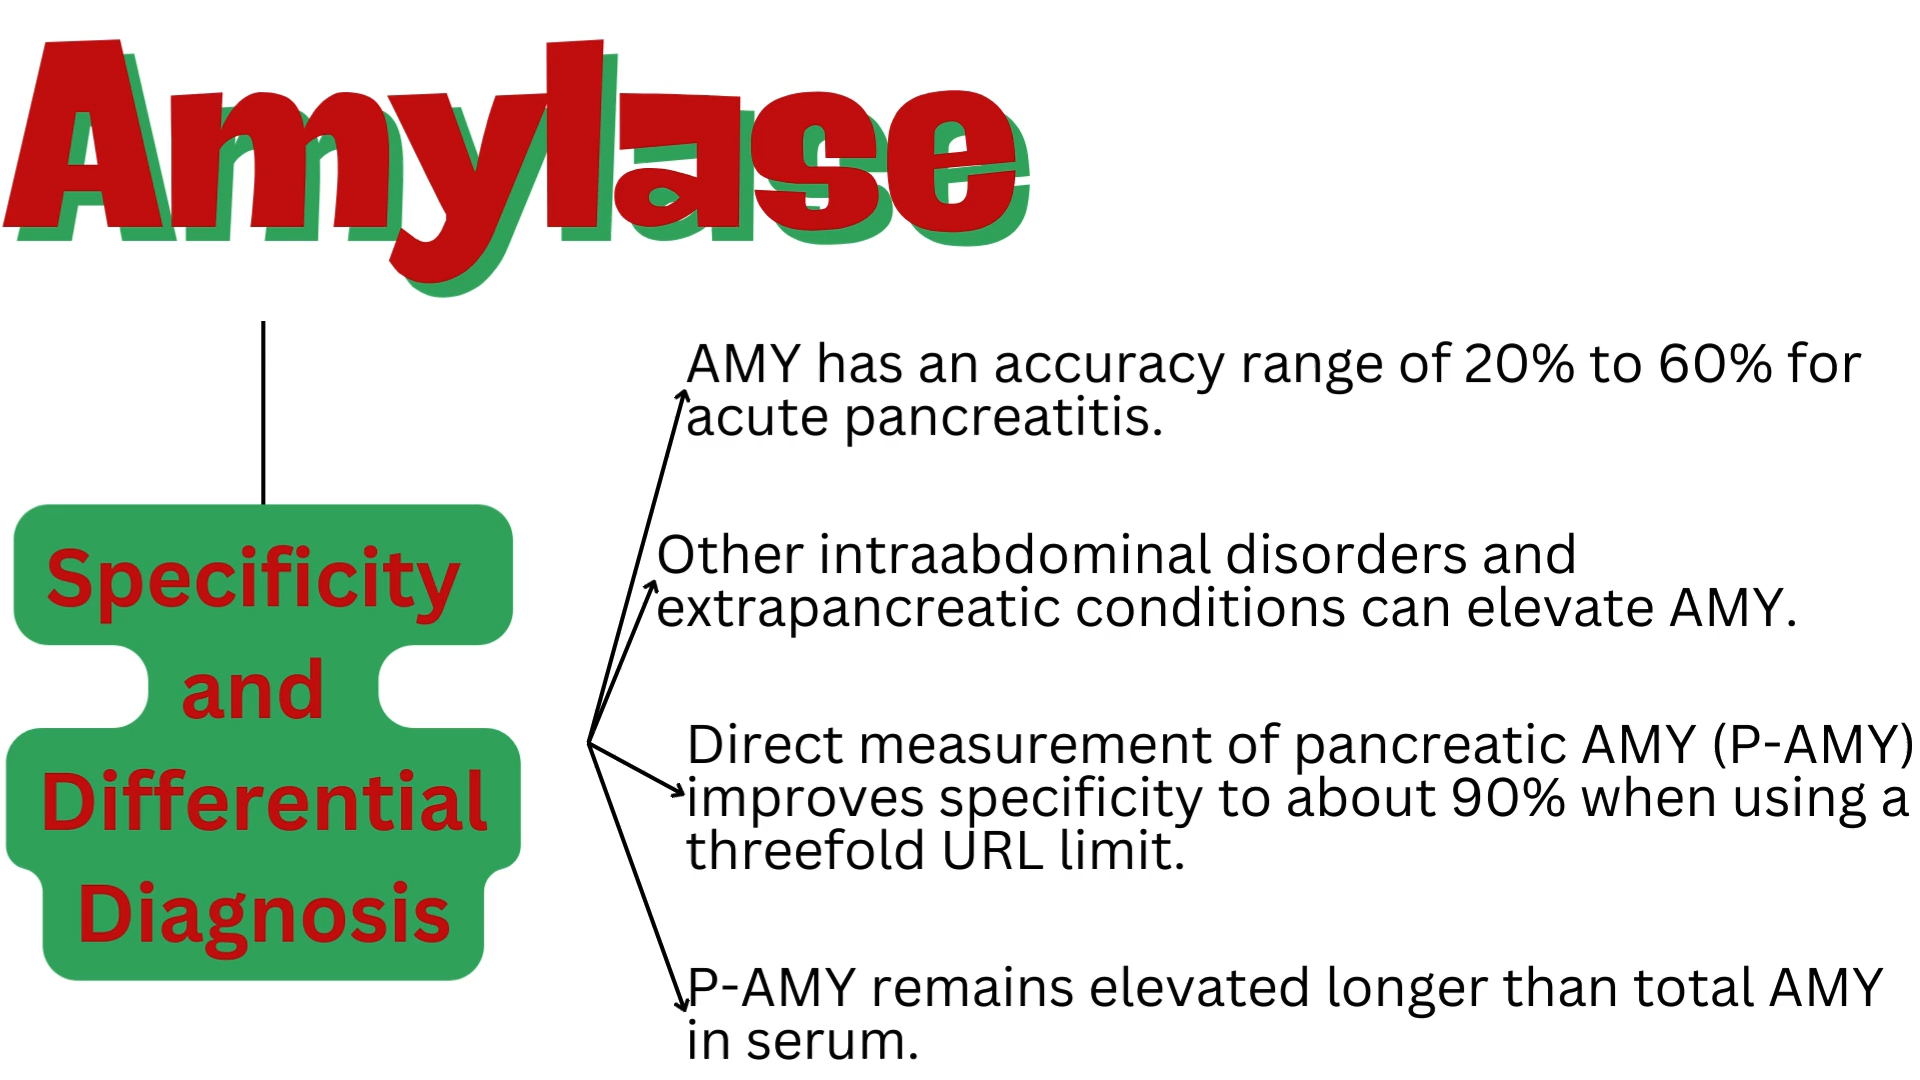 Amylase
Specificity
and
Differential
Diagnosis
AMY has an accuracy range of 20% to 60% for
acute pancreatitis.
Other intraabdominal disorders and
extrapancreatic conditions can elevate AMY.
Direct measurement of pancreatic AMY (P-AMY)
improves specificity to about 90% when using a
threefold URL limit.
P-AMY remains elevated longer than total AMY
in serum.